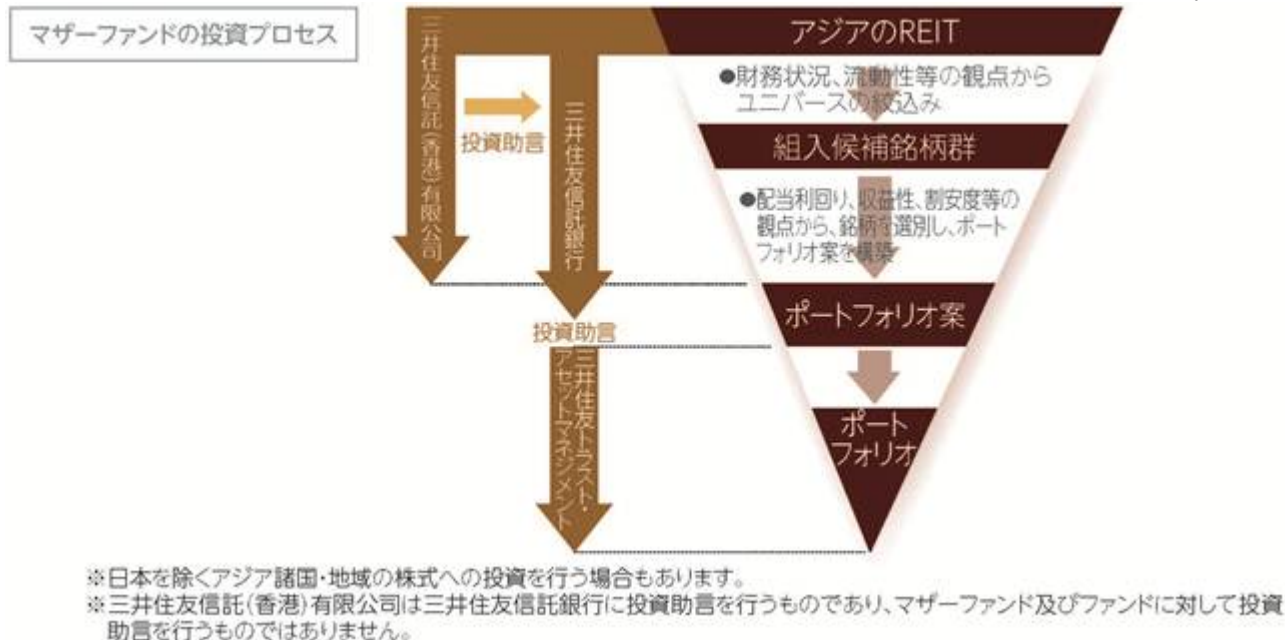 マザーファンドの投資プロセス
三井住友信託(香港)有限公司
投資助言
三井住友信託銀行
投資助言
三井住友トラスト・
アセットマネジメント
アジアのREIT
●財務状況、流動性等の観点から
ユニバースの絞込み
組入候補銘柄群
●配当利回り、収益性、割安度等の
観点から、銘柄を選別し、ポート
フォリオ案を構築
ポートフォリオ案
ポート
フォリオ
※日本を除くアジア諸国・地域の株式への投資を行う場合もあります。
※三井住友信託(香港)有限公司は三井住友信託銀行に投資助言を行うものであり、マザーファンド及びファンドに対して投資
助言を行うものではありません。